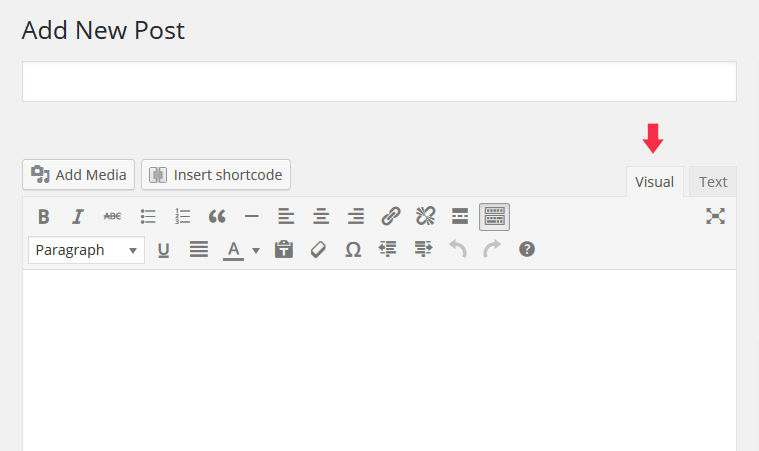 Add New Post
Add Media Insert shortcode Visual Text
B I ABC
Paragraph U A T Ω ?